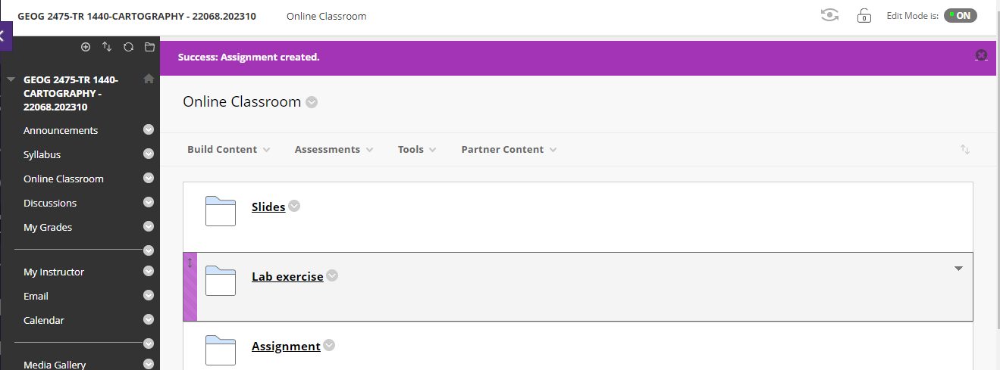 GEOG 2475-TR 1440-CARTOGRAPHY - 22068.202310 Online Classroom Edit Mode is: ON
GEOG 2475-TR 1440-
CARTOGRAPHY -
22068.202310
Announcements
Syllabus
Online Classroom
Discussions
My Grades
My Instructor
Email
Calendar
Media Gallery
Success: Assignment created.
Online Classroom
Build Content Assessments Tools Partner Content
Slides
Lab exercise
Assignment